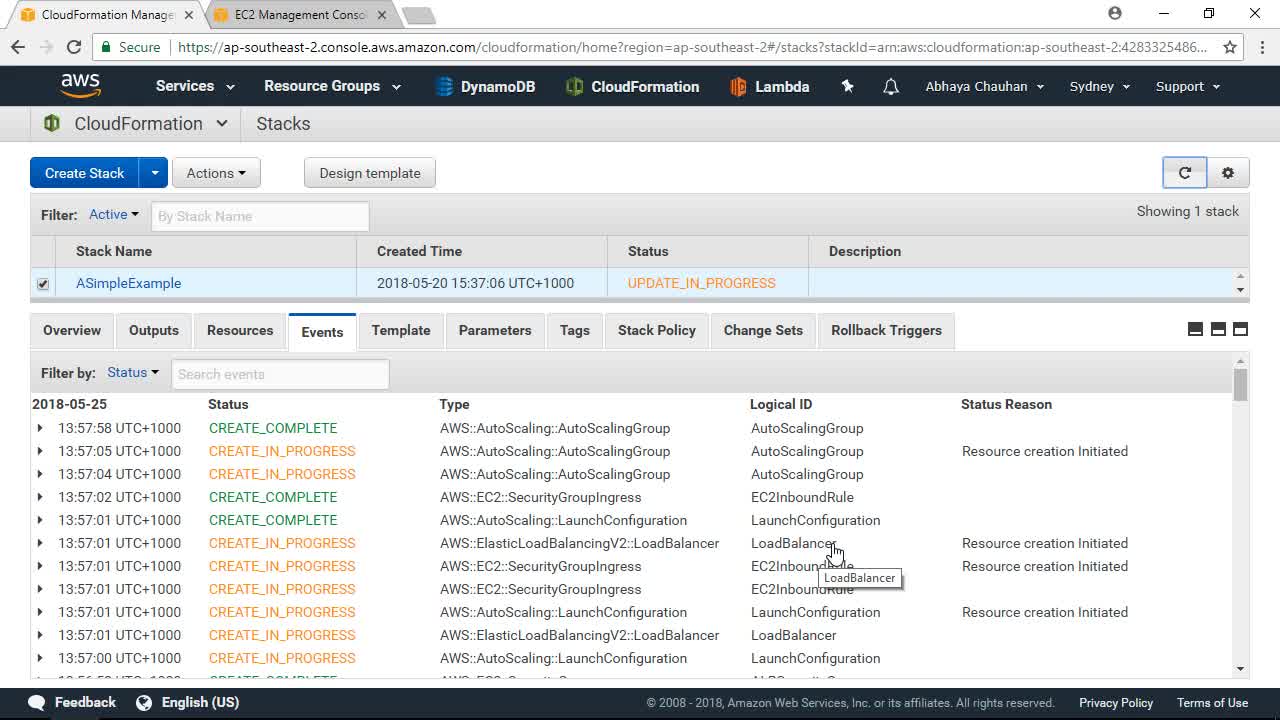 CloudFormation Manage
EC2 Management Conso
Secure https://ap-southeast-2.console.aws.amazon.com/cloudformation/home?region=ap-southeast-2#/stacks?stackId=arn:aws:cloudformation:ap-southeast-2:4283325486...
aws Services Resource Groups DynamoDB CloudFormation Lambda Abhaya Chauhan Sydney Support
CloudFormation Stacks
Create Stack Actions Design template
Filter: Active By Stack Name Showing 1 stack
Stack Name Created Time Status Description
ASimpleExample 2018-05-20 15:37:06 UTC+1000 UPDATE_IN_PROGRESS
Overview Outputs Resources Events Template Parameters Tags Stack Policy Change Sets Rollback Triggers
Filter by: Status Search events
2018-05-25 Status Type Logical ID Status Reason
13:57:58 UTC+1000 CREATE_COMPLETE AWS::AutoScaling::AutoScalingGroup AutoScalingGroup
13:57:05 UTC+1000 CREATE_IN_PROGRESS AWS::AutoScaling::AutoScalingGroup AutoScalingGroup Resource creation Initiated
13:57:04 UTC+1000 CREATE_IN_PROGRESS AWS::AutoScaling::AutoScalingGroup AutoScalingGroup
13:57:02 UTC+1000 CREATE_COMPLETE AWS::EC2::SecurityGroupIngress EC2InboundRule
13:57:01 UTC+1000 CREATE_COMPLETE AWS::AutoScaling::LaunchConfiguration LaunchConfiguration
13:57:01 UTC+1000 CREATE_IN_PROGRESS AWS::ElasticLoadBalancingV2::LoadBalancer LoadBalancer Resource creation Initiated
13:57:01 UTC+1000 CREATE_IN_PROGRESS AWS::EC2::SecurityGroupIngress EC2InboundRule Resource creation Initiated
LoadBalancer
13:57:01 UTC+1000 CREATE_IN_PROGRESS AWS::EC2::SecurityGroupIngress EC2InboundRule
13:57:01 UTC+1000 CREATE_IN_PROGRESS AWS::AutoScaling::LaunchConfiguration LaunchConfiguration Resource creation Initiated
13:57:01 UTC+1000 CREATE_IN_PROGRESS AWS::ElasticLoadBalancingV2::LoadBalancer LoadBalancer
13:57:00 UTC+1000 CREATE_IN_PROGRESS AWS::AutoScaling::LaunchConfiguration LaunchConfiguration
Feedback English (US) © 2008 - 2018, Amazon Web Services, Inc. or its affiliates. All rights reserved. Privacy Policy Terms of Use